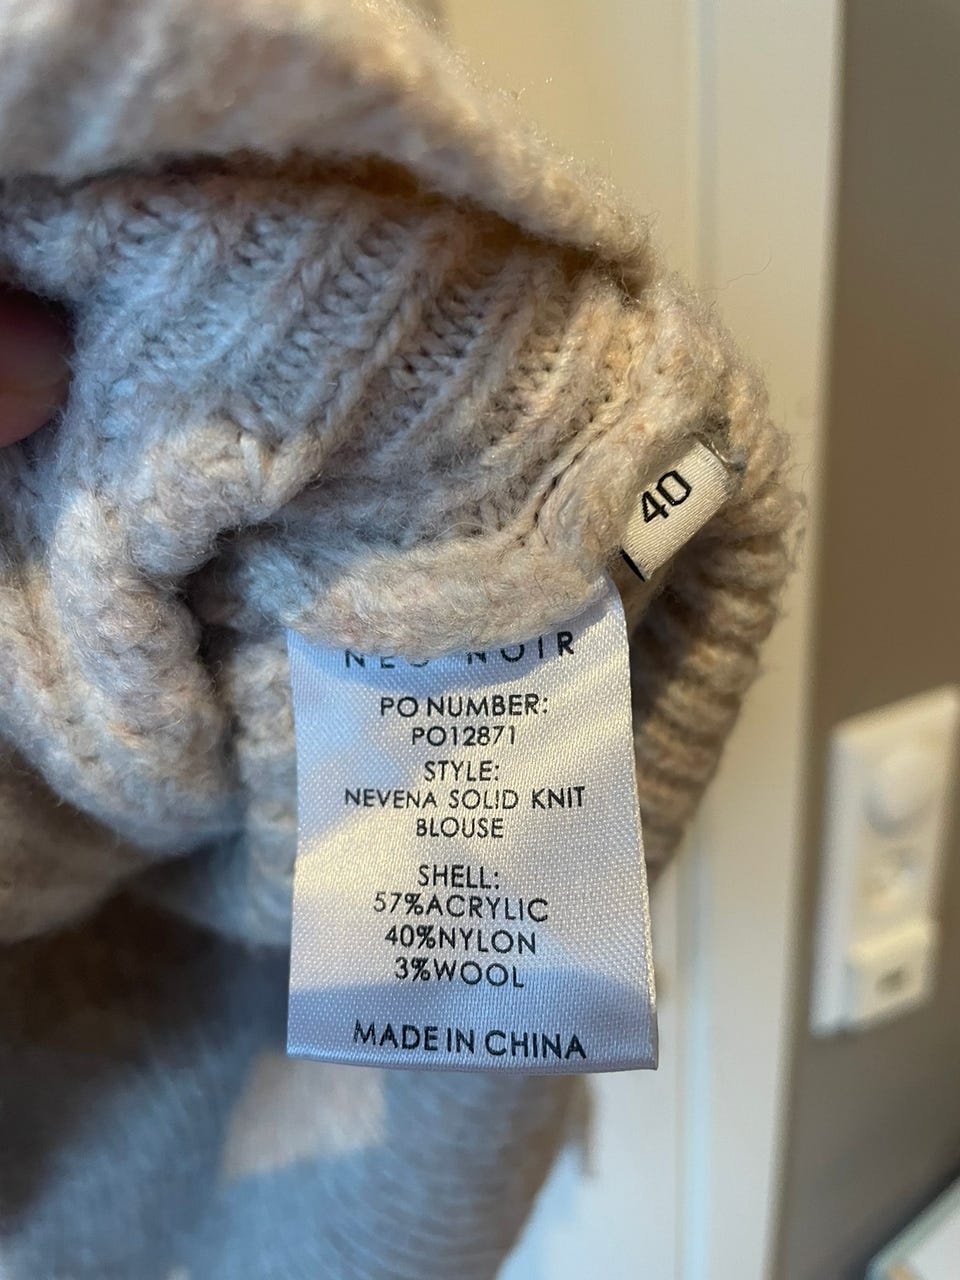 40
NEO NOIR
PO NUMBER:
PO12871
STYLE:
NEVENA SOLID KNIT
BLOUSE
SHELL:
57%ACRYLIC
40%NYLON
3%WOOL
MADE IN CHINA